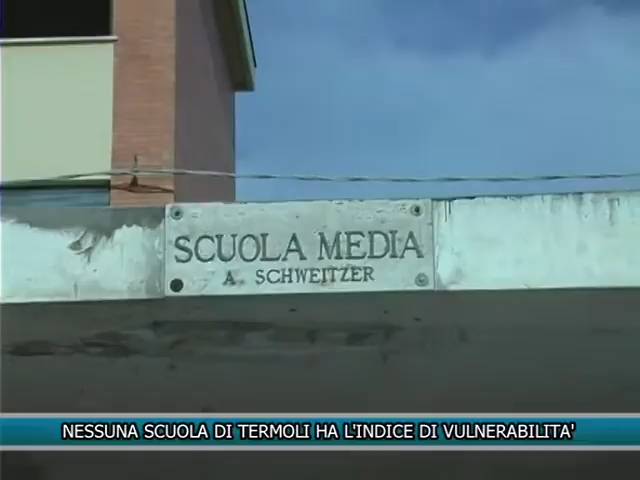 SCUOLA MEDIA
A. SCHWEITZER
NESSUNA SCUOLA DI TERMOLI HA L'INDICE DI VULNERABILITA'